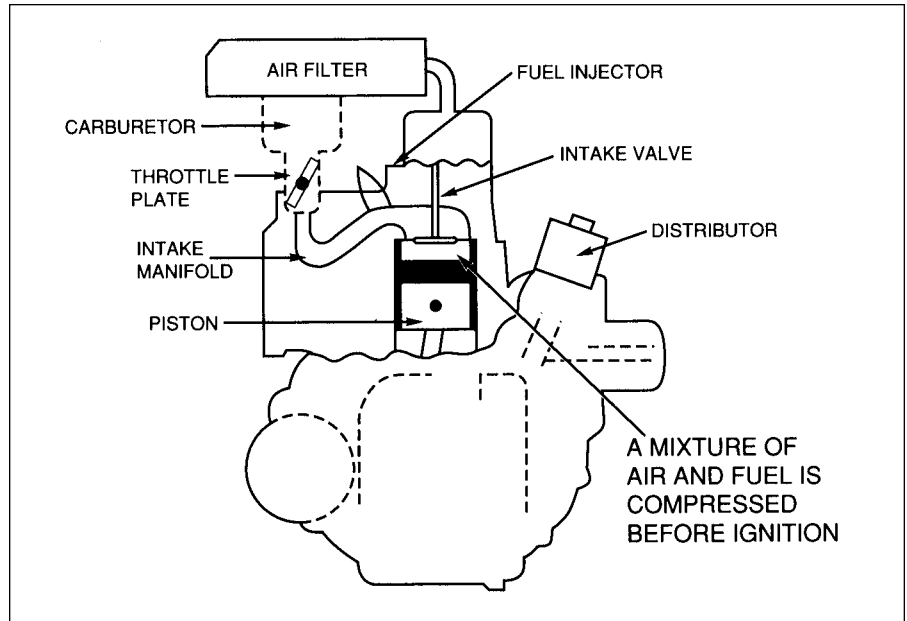 AIR FILTER
FUEL INJECTOR
CARBURETOR
INTAKE VALVE
THROTTLE
PLATE
DISTRIBUTOR
INTAKE
MANIFOLD
PISTON
A MIXTURE OF
AIR AND FUEL IS
COMPRESSED
BEFORE IGNITION